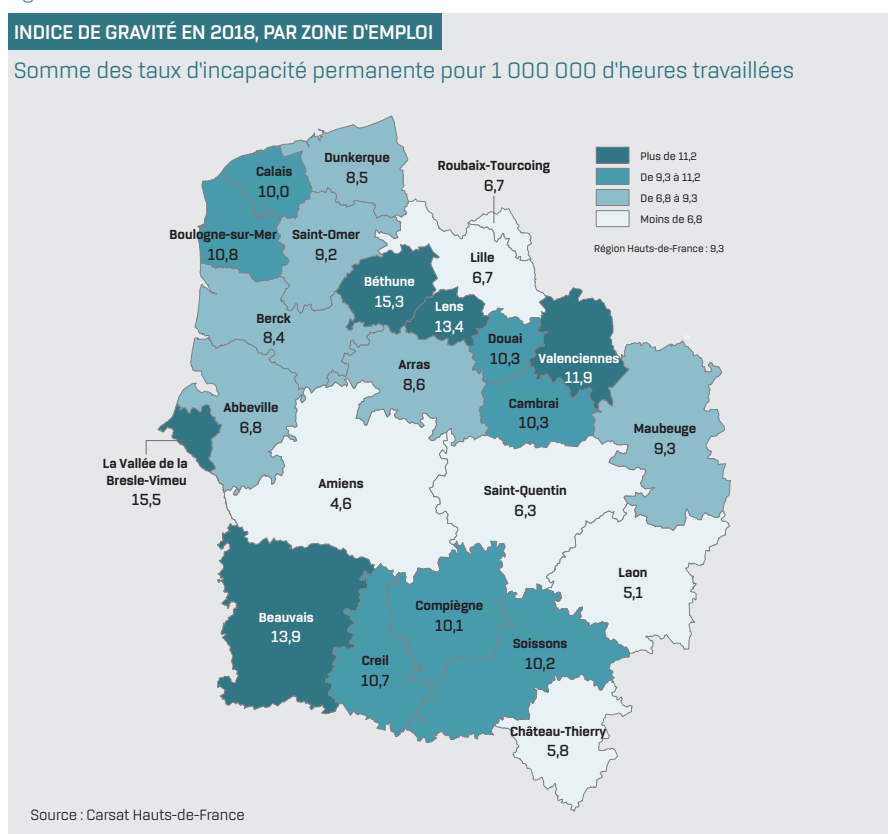 INDICE DE GRAVITÉ EN 2018, PAR ZONE D'EMPLOI
Somme des taux d'incapacité permanente pour 1 000 000 d'heures travaillées
Dunkerque
8,5
Calais
10,0
Roubaix-Tourcoing
6,7
Plus de 11,2
De 9,3 à 11,2
De 6,8 à 9,3
Moins de 6,8
Région Hauts-de-France : 9,3
Boulogne-sur-Mer
10,8
Saint-Omer
9,2
Lille
6,7
Béthune
15,3
Lens
13,4
Berck
8,4
Douai
10,3
Valenciennes
11,9
Arras
8,6
Abbeville
6,8
Cambrai
10,3
Maubeuge
9,3
La Vallée de la
Bresle-Vimeu
15,5
Amiens
4,6
Saint-Quentin
6,3
Laon
5,1
Beauvais
13,9
Compiègne
10,1
Soissons
10,2
Creil
10,7
Château-Thierry
5,8
Source : Carsat Hauts-de-France